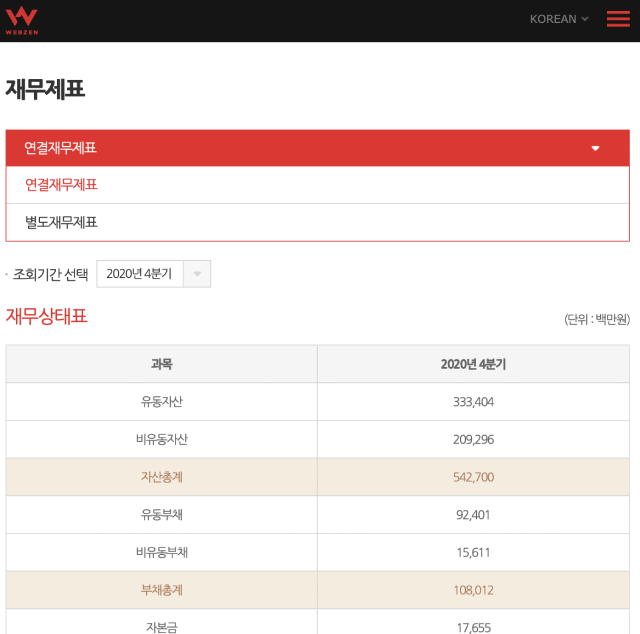 WEBZEN
KOREAN
재무제표
연결재무제표
연결재무제표
별도재무제표
· 조회기간 선택 2020년 4분기
재무상태표 (단위 : 백만원)
과목 2020년 4분기
유동자산 333,404
비유동자산 209,296
자산총계 542,700
유동부채 92,401
비유동부채 15,611
부채총계 108,012
자본금 17,655